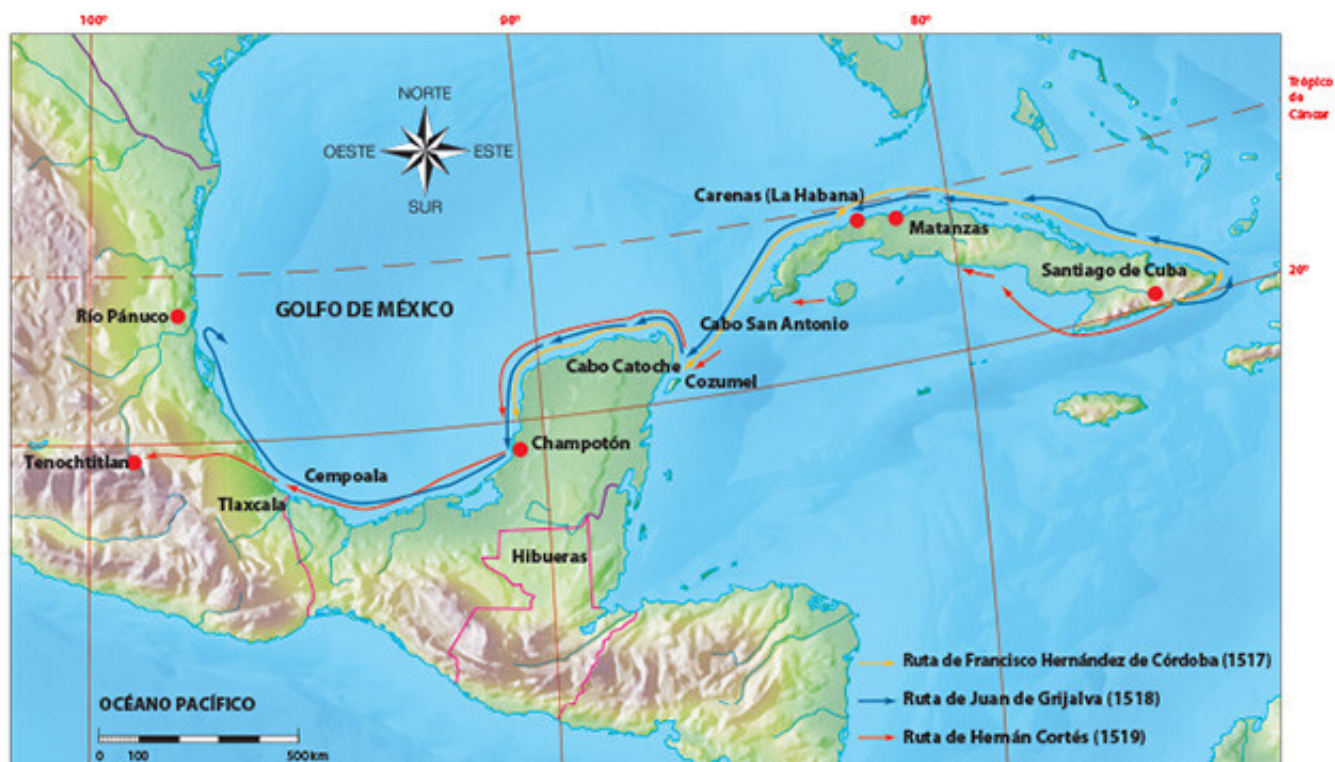 100º
90º
80º
Trópico
de
Cáncer
NORTE
OESTE
ESTE
SUR
Carenas (La Habana)
Matanzas
Santiago de Cuba
20º
GOLFO DE MÉXICO
Río Pánuco
Cabo San Antonio
Cabo Catoche
Cozumel
Champotón
Tenochtitlan
Cempoala
Tlaxcala
Hibueras
Ruta de Francisco Hernández de Córdoba (1517)
Ruta de Juan de Grijalva (1518)
Ruta de Hernán Cortés (1519)
OCÉANO PACÍFICO
0 100 500km